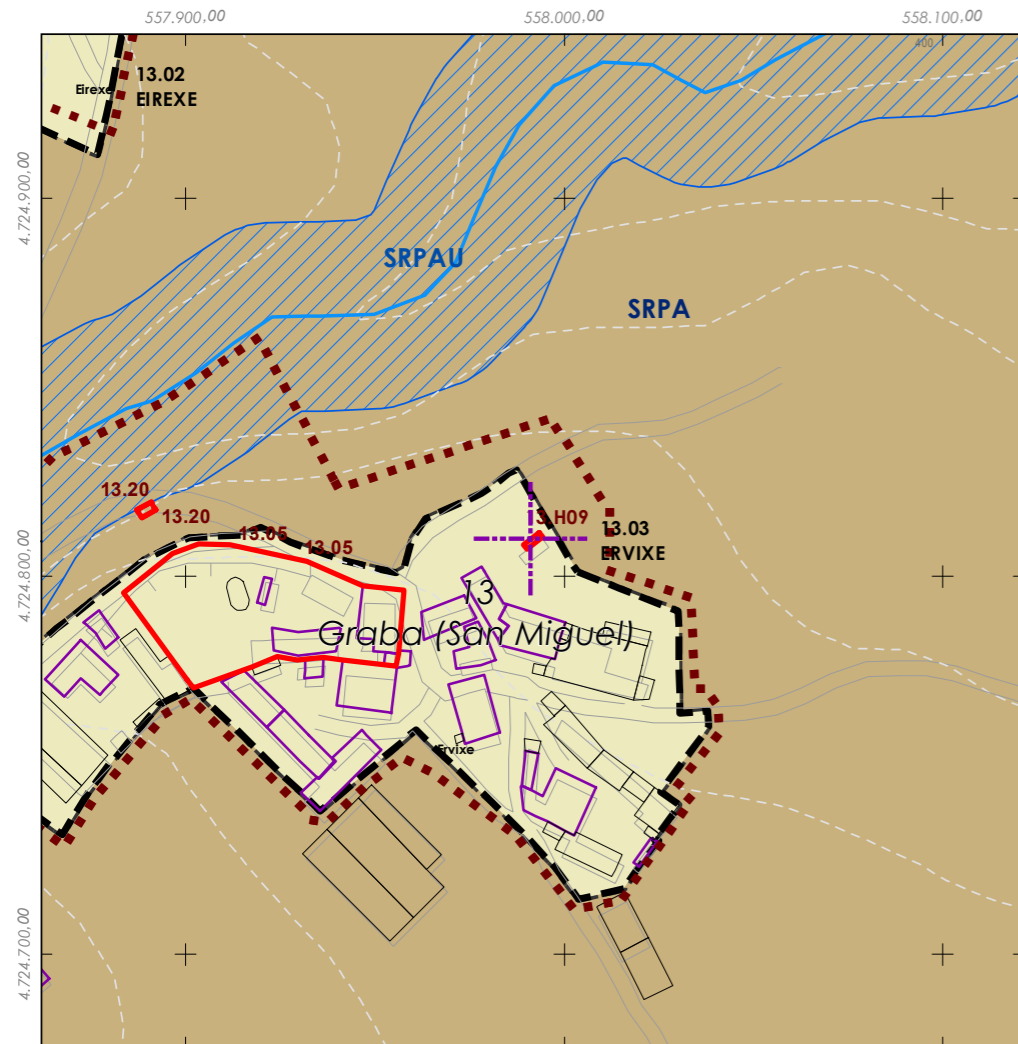 557.900,00
558.000,00
558.100,00
400
13.02
EIREXE
Eirexe
4.724.900,00
SRPAU
SRPA
13.20
13.20
13.05
13.05
3.H09
13.03
ERVIXE
4.724.800,00
13
Graba (San Miguel)
Ervixe
4.724.700,00